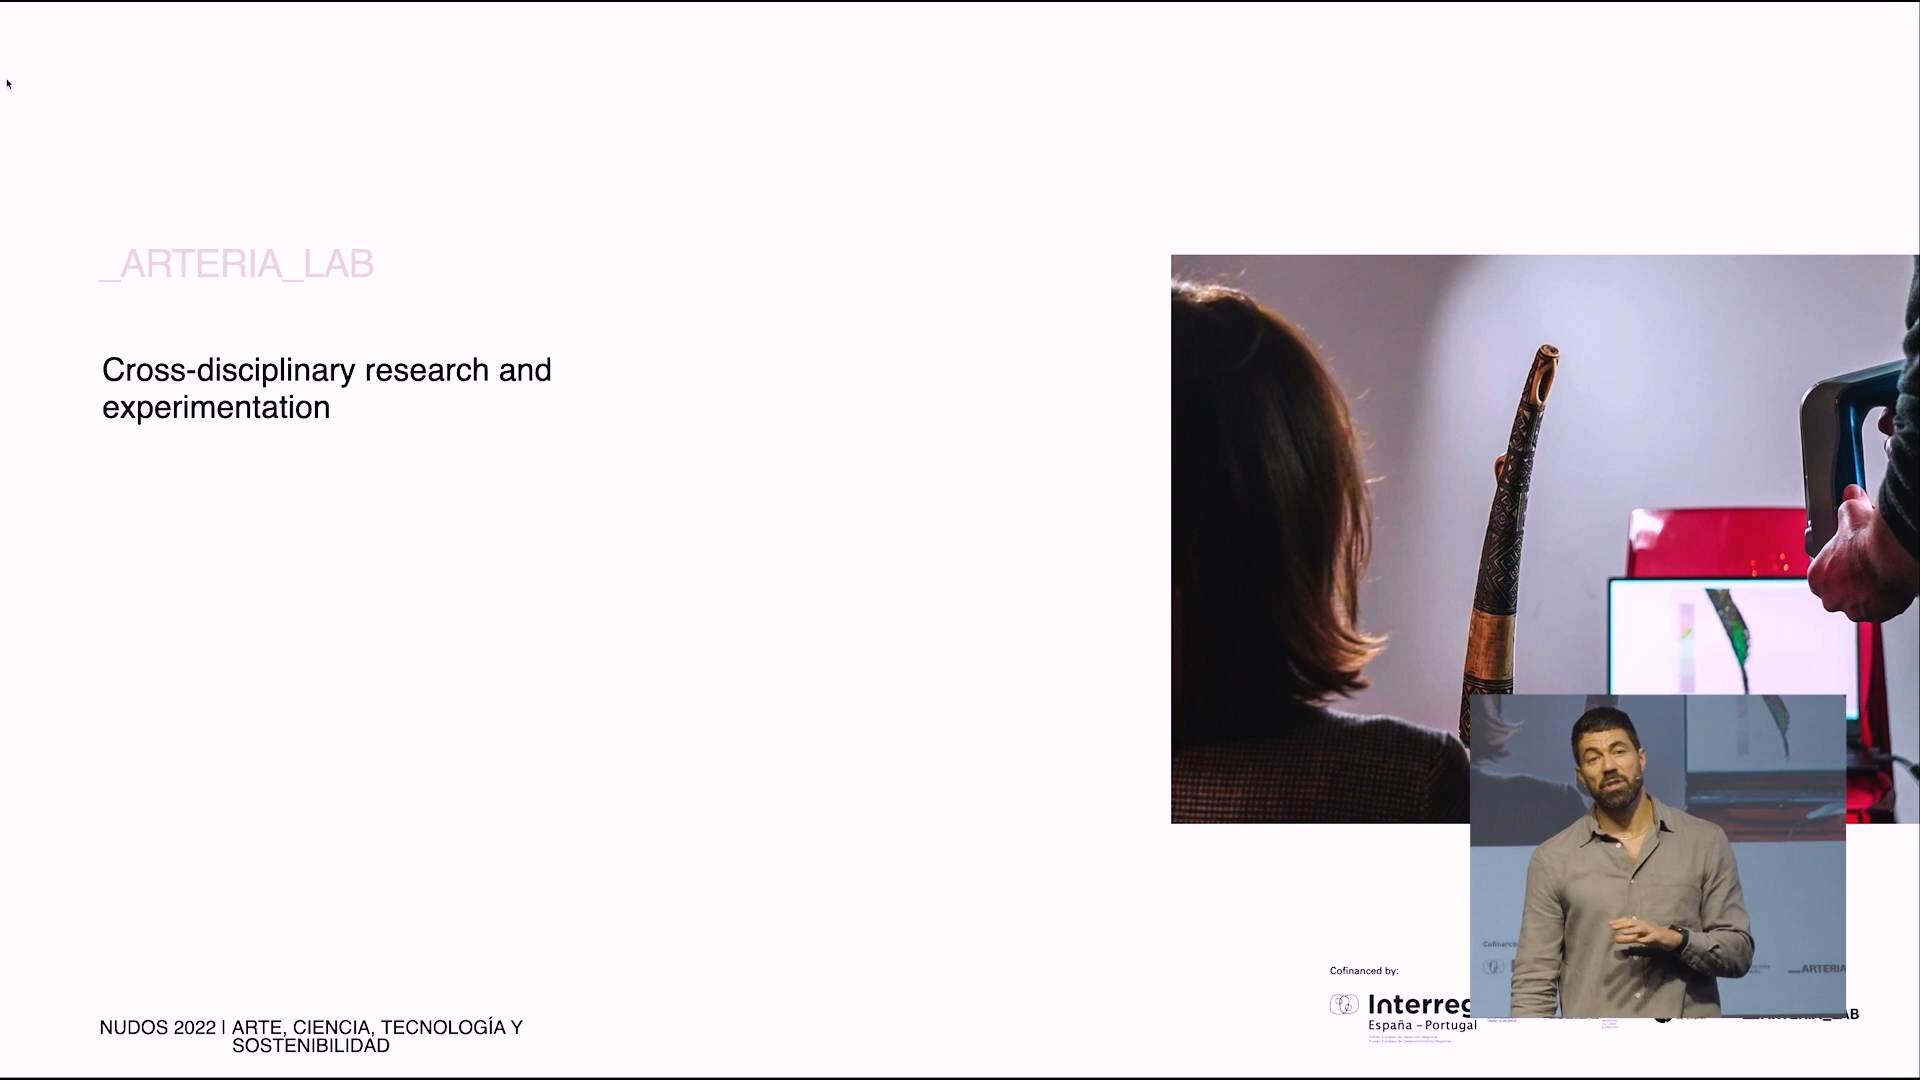 _ARTERIA_LAB
Cross-disciplinary research and
experimentation
Cofinanced by:
Interreg
España – Portugal
NUDOS 2022 | ARTE, CIENCIA, TECNOLOGÍA Y
SOSTENIBILIDAD